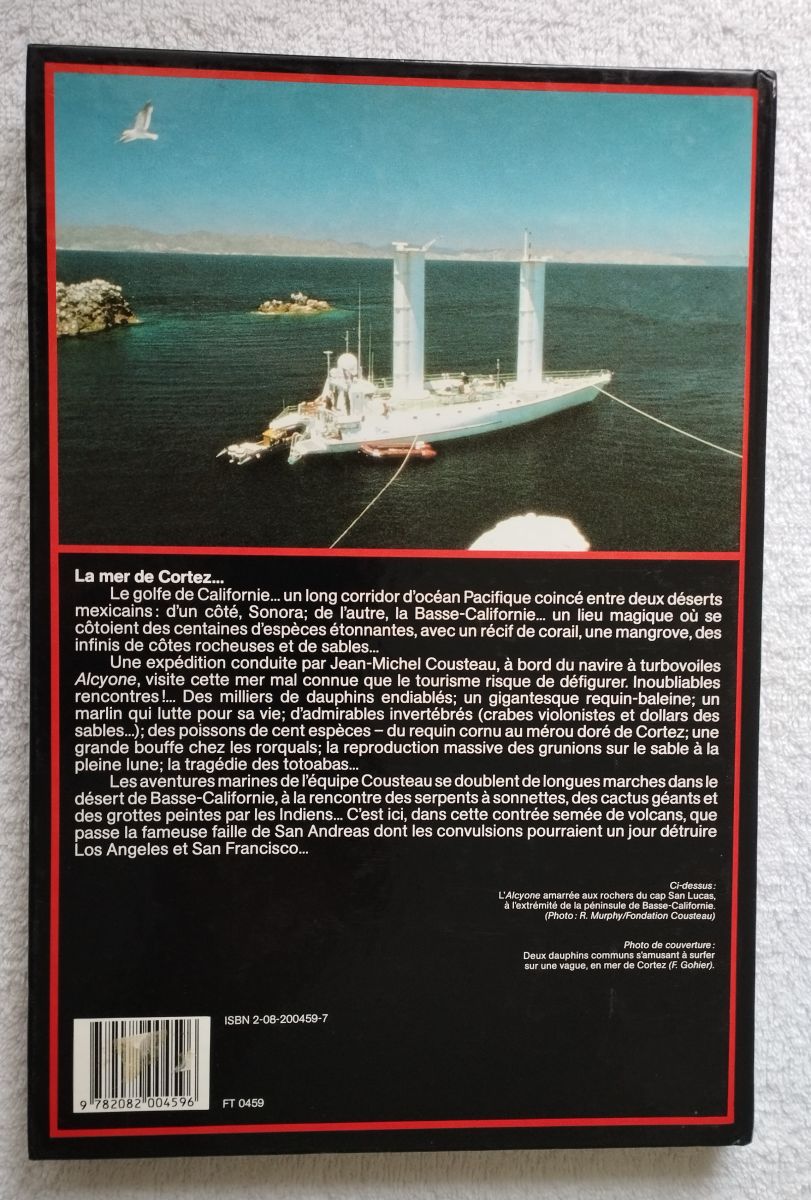 La mer de Cortez...
Le golfe de Californie... un long corridor d'océan Pacifique coincé entre deux déserts
mexicains : d'un côté, Sonora; de l'autre, la Basse-Californie... un lieu magique où se
côtoient des centaines d'espèces étonnantes, avec un récif de corail, une mangrove, des
infinis de côtes rocheuses et de sables...
Une expédition conduite par Jean-Michel Cousteau, à bord du navire à turbovoiles
Alcyone, visite cette mer mal connue que le tourisme risque de défigurer. Inoubliables
rencontres!... Des milliers de dauphins endiablés; un gigantesque requin-baleine; un
marlin qui lutte pour sa vie; d'admirables invertébrés (crabes violonistes et dollars des
sables...); des poissons de cent espèces – du requin cornu au mérou doré de Cortez; une
grande bouffe chez les rorquals; la reproduction massive des grunions sur le sable à la
pleine lune; la tragédie des totoabas...
Les aventures marines de l'équipe Cousteau se doublent de longues marches dans le
désert de Basse-Californie, à la rencontre des serpents à sonnettes, des cactus géants et
des grottes peintes par les Indiens... C'est ici, dans cette contrée semée de volcans, que
passe la fameuse faille de San Andreas dont les convulsions pourraient un jour détruire
Los Angeles et San Francisco...
Ci-dessus :
L'Alcyone amarrée aux rochers du cap San Lucas,
à l'extrémité de la péninsule de Basse-Californie.
(Photo : R. Murphy/Fondation Cousteau)
Photo de couverture :
Deux dauphins communs s'amusant à surfer
sur une vague, en mer de Cortez (F. Gohier).
ISBN 2-08-200459-7
9 782082 004596
FT 0459